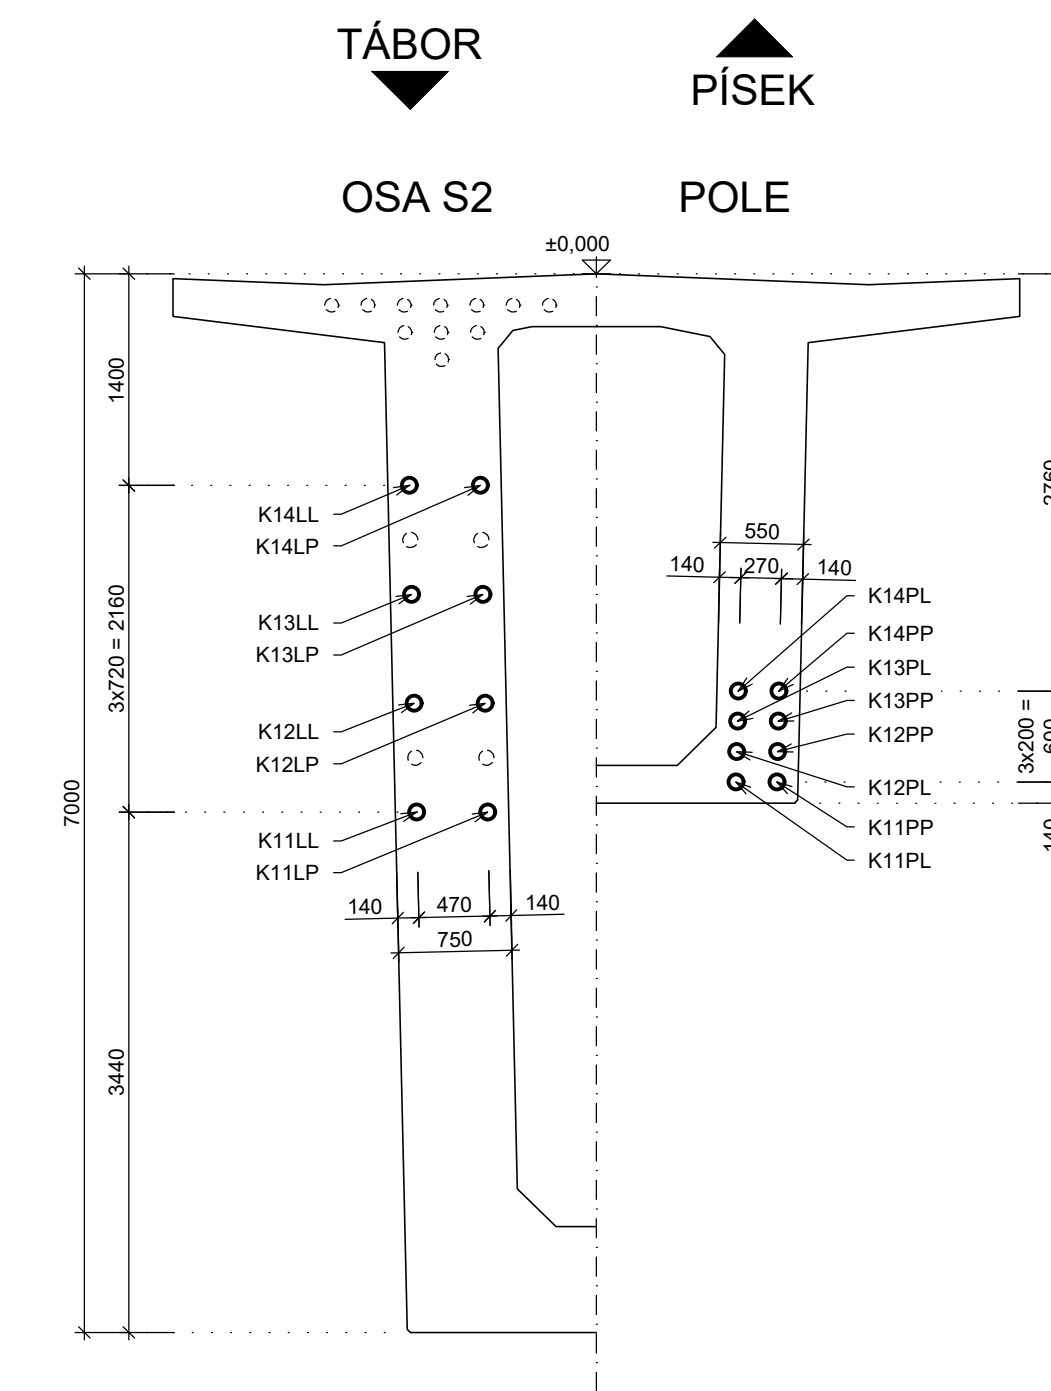 TÁBOR
PÍSEK
OSA S2
POLE
±0,000
1400
3x720 = 2160
7000
3440
K14LL
K14LP
K13LL
K13LP
K12LL
K12LP
K11LL
K11LP
140
470
140
750
550
140
270
140
K14PL
K14PP
K13PL
K13PP
K12PP
K12PL
K11PP
K11PL
3x200 =